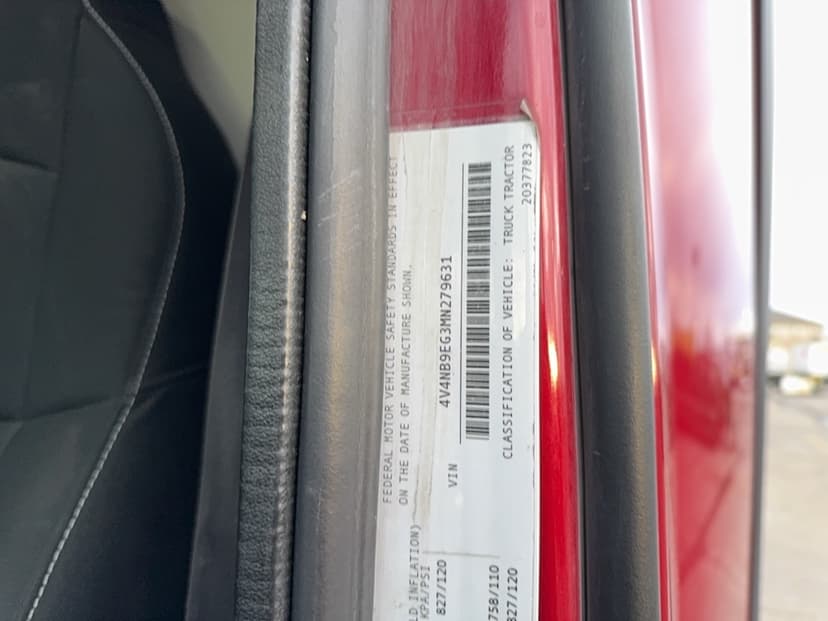 LD INFLATION)
KPA/PSI
827/120
758/110
827/120
FEDERAL MOTOR VEHICLE SAFETY STANDARDS IN EFFECT
ON THE DATE OF MANUFACTURE SHOWN.
VIN 4V4NB9EG3MN279631
CLASSIFICATION OF VEHICLE: TRUCK TRACTOR
20377823